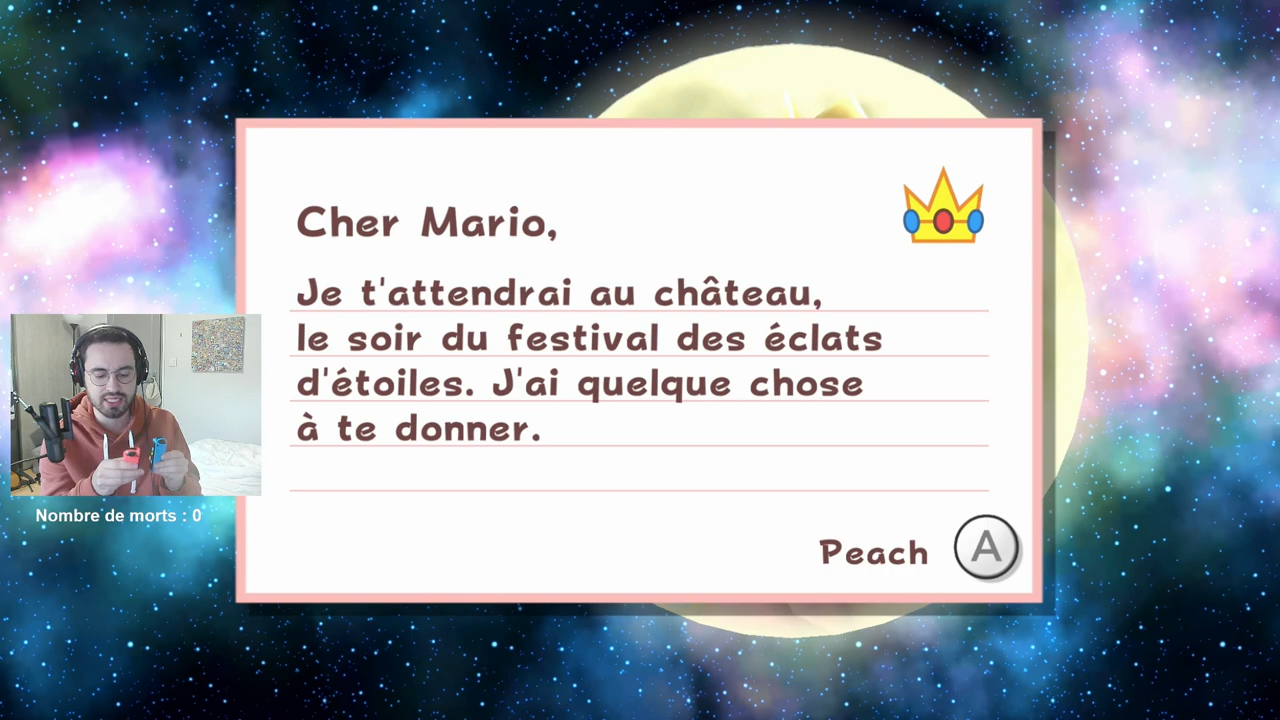 Cher Mario,
Je t'attendrai au château,
le soir du festival des éclats
d'étoiles. J'ai quelque chose
à te donner.
Peach
A
Nombre de morts : 0